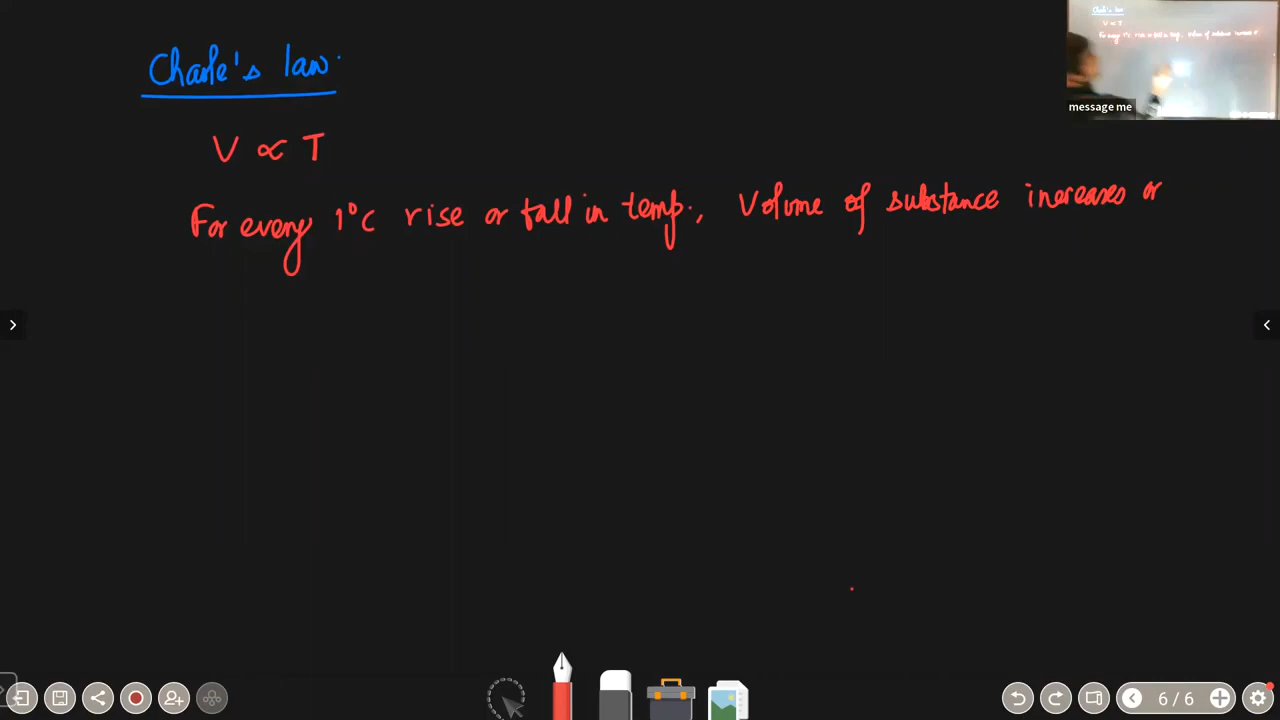 Charle's law.
V ∝ T
For every 1°C rise or fall in temp., Volume of substance increases or
message me
6/6